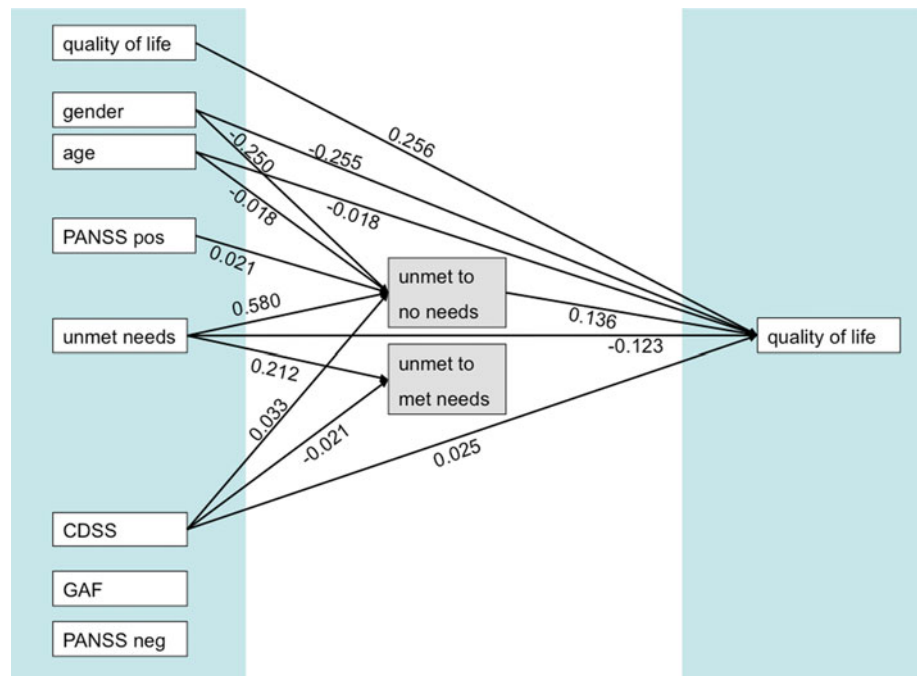 quality of life
gender
age
PANSS pos
unmet needs
CDSS
GAF
PANSS neg
0.256
-0.255
-0.250
-0.018
-0.018
0.021
0.580
0.212
0.033
-0.021
0.025
unmet to
no needs
0.136
-0.123
unmet to
met needs
quality of life